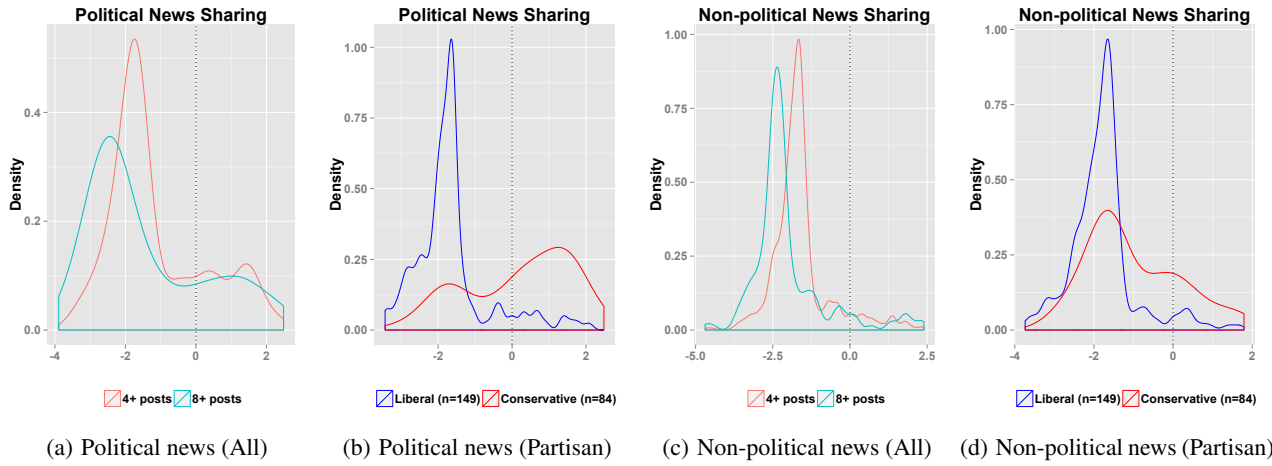 Political News Sharing
Density
0.4
0.2
0.0
-4
-2
0
2
4+ posts
8+ posts
(a) Political news (All)
Political News Sharing
Density
1.00
0.75
0.50
0.25
0.00
-2
0
2
Liberal (n=149)
Conservative (n=84)
(b) Political news (Partisan)
Non-political News Sharing
Density
1.00
0.75
0.50
0.25
0.00
-5.0
-2.5
0.0
2.5
4+ posts
8+ posts
(c) Non-political news (All)
Non-political News Sharing
Density
1.00
0.75
0.50
0.25
0.00
-4
-2
0
2
Liberal (n=149)
Conservative (n=84)
(d) Non-political news (Partisan)